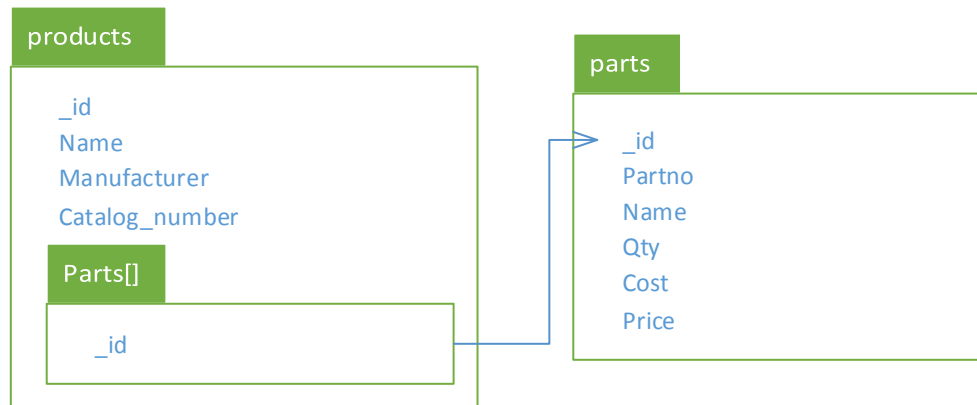 products
_id
Name
Manufacturer
Catalog_number
Parts[]
_id
parts
_id
Partno
Name
Qty
Cost
Price